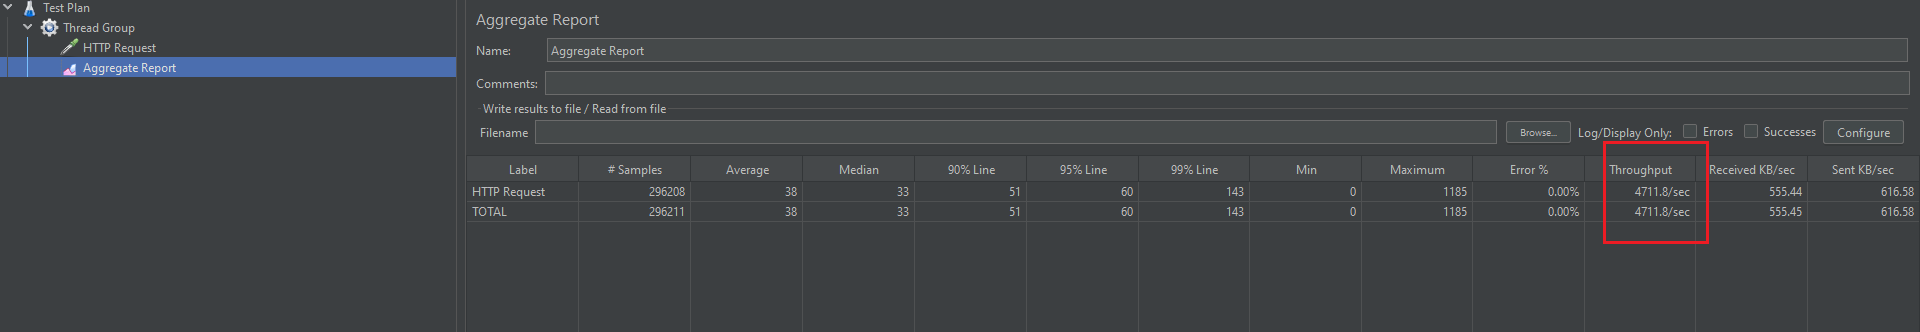 Test Plan
Thread Group
HTTP Request
Aggregate Report
Aggregate Report
Name: Aggregate Report
Comments:
Write results to file / Read from file
Filename Browse... Log/Display Only: Errors Successes Configure
Label # Samples Average Median 90% Line 95% Line 99% Line Min Maximum Error % Throughput Received KB/sec Sent KB/sec
HTTP Request 296208 38 33 51 60 143 0 1185 0.00% 4711.8/sec 555.44 616.58
TOTAL 296211 38 33 51 60 143 0 1185 0.00% 4711.8/sec 555.45 616.58